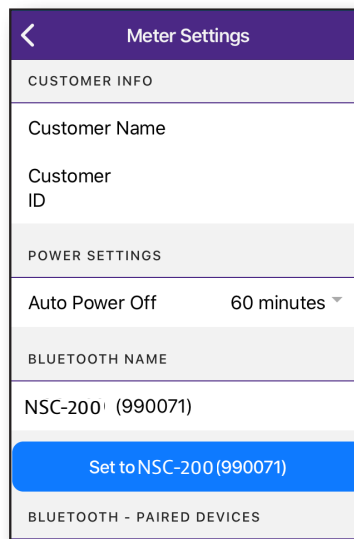 Meter Settings
CUSTOMER INFO
Customer Name
Customer
ID
POWER SETTINGS
Auto Power Off 60 minutes
BLUETOOTH NAME
NSC-200 (990071)
Set to NSC-200 (990071)
BLUETOOTH - PAIRED DEVICES